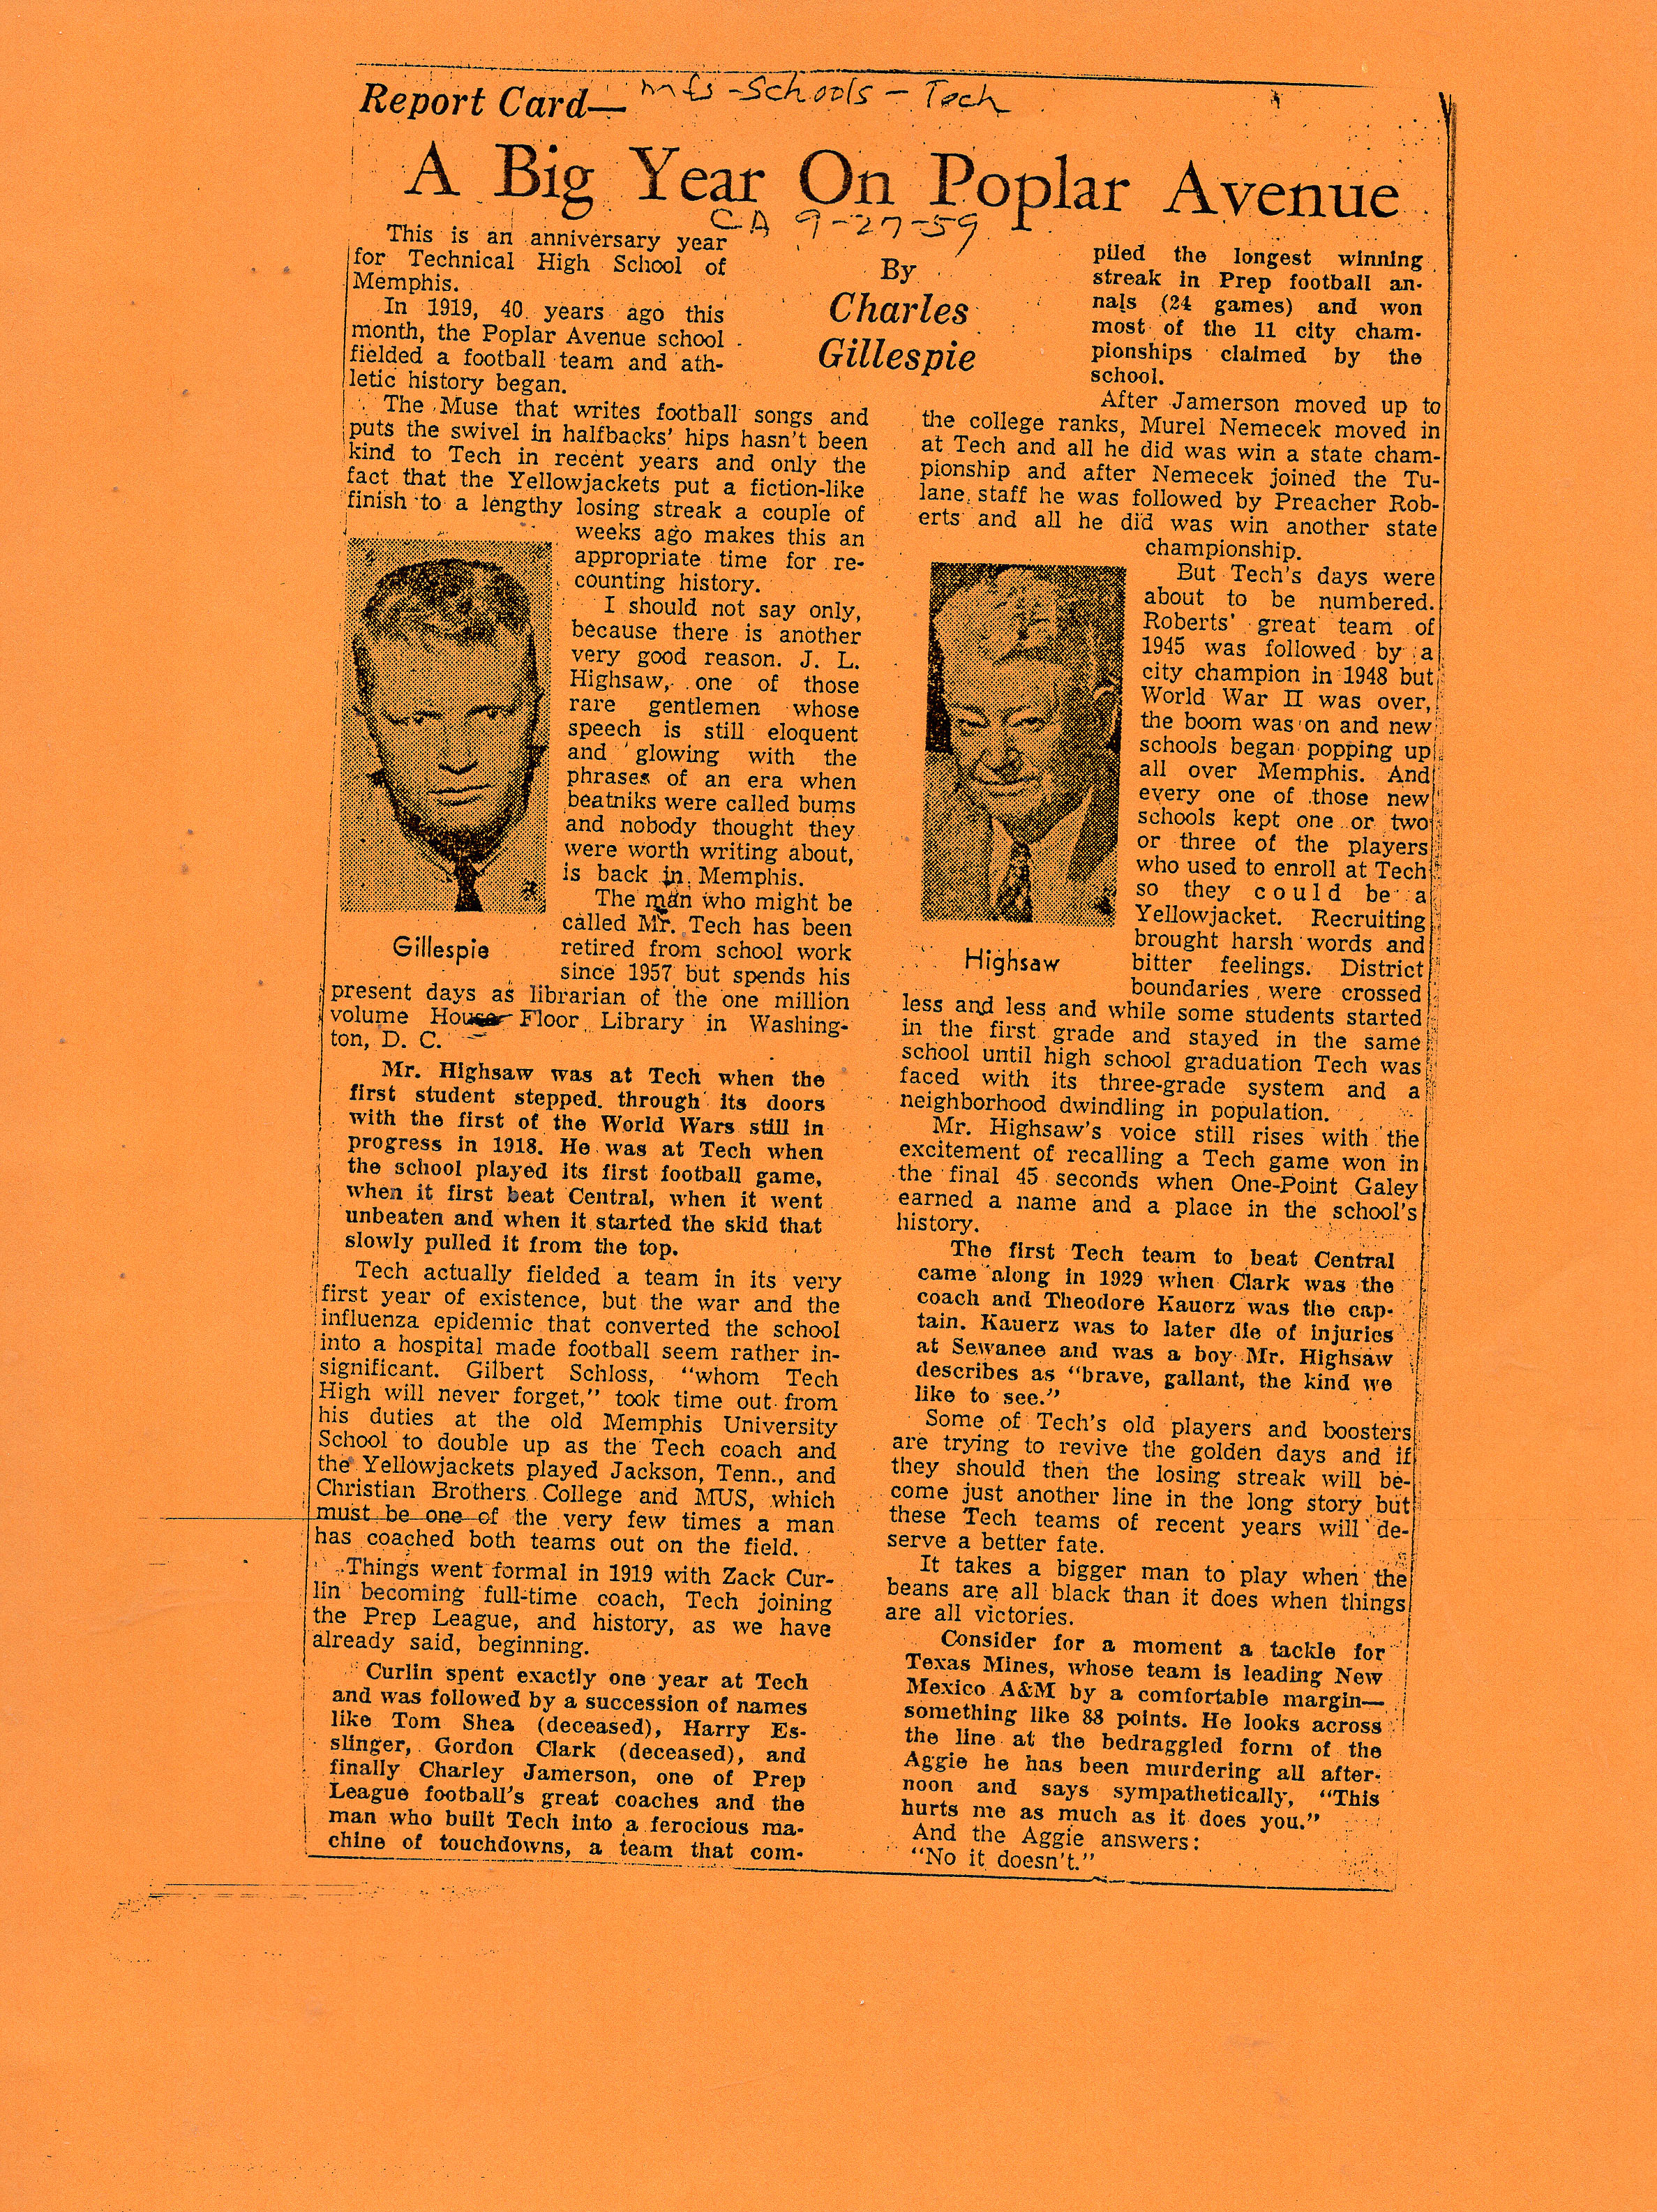 Report Card—
mfs-Schools-Tech
A Big Year On Poplar Avenue
CA 9-27-59
By
Charles
Gillespie
This is an anniversary year
for Technical High School of
Memphis.
In 1919, 40 years ago this
month, the Poplar Avenue school
fielded a football team and ath-
letic history began.
The Muse that writes football songs and
puts the swivel in halfbacks' hips hasn't been
kind to Tech in recent years and only the
fact that the Yellowjackets put a fiction-like
finish to a lengthy losing streak a couple of
weeks ago makes this an
appropriate time for re-
counting history.
I should not say only,
because there is another
very good reason. J. L.
Highsaw, one of those
rare gentlemen whose
speech is still eloquent
and glowing with the
phrases of an era when
beatniks were called bums
and nobody thought they
were worth writing about,
is back in Memphis.
The man who might be
called Mr. Tech has been
retired from school work
since 1957 but spends his
present days as librarian of the one million
volume House Floor Library in Washing-
ton, D. C.
Gillespie
Mr. Highsaw was at Tech when the
first student stepped through its doors
with the first of the World Wars still in
progress in 1918. He was at Tech when
the school played its first football game,
when it first beat Central, when it went
unbeaten and when it started the skid that
slowly pulled it from the top.
Tech actually fielded a team in its very
first year of existence, but the war and the
influenza epidemic that converted the school
into a hospital made football seem rather in-
significant. Gilbert Schloss, "whom Tech
High will never forget," took time out from
his duties at the old Memphis University
School to double up as the Tech coach and
the Yellowjackets played Jackson, Tenn., and
Christian Brothers College and MUS, which
must be one of the very few times a man
has coached both teams out on the field.
Things went formal in 1919 with Zack Cur-
lin becoming full-time coach, Tech joining
the Prep League, and history, as we have
already said, beginning.
Curlin spent exactly one year at Tech
and was followed by a succession of names
like Tom Shea (deceased), Harry Es-
slinger, Gordon Clark (deceased), and
finally Charley Jamerson, one of Prep
League football's great coaches and the
man who built Tech into a ferocious ma-
chine of touchdowns, a team that com-
piled the longest winning
streak in Prep football an-
nals (24 games) and won
most of the 11 city cham-
pionships claimed by the
school.
After Jamerson moved up to
the college ranks, Murel Nemecek moved in
at Tech and all he did was win a state cham-
pionship and after Nemecek joined the Tu-
lane staff he was followed by Preacher Rob-
erts and all he did was win another state
championship.
But Tech's days were
about to be numbered.
Roberts' great team of
1945 was followed by a
city champion in 1948 but
World War II was over,
the boom was on and new
schools began popping up
all over Memphis. And
every one of those new
schools kept one or two
or three of the players
who used to enroll at Tech
so they could be a
Yellowjacket. Recruiting
brought harsh words and
bitter feelings. District
boundaries were crossed
Highsaw
less and less and while some students started
in the first grade and stayed in the same
school until high school graduation Tech was
faced with its three-grade system and a
neighborhood dwindling in population.
Mr. Highsaw's voice still rises with the
excitement of recalling a Tech game won in
the final 45 seconds when One-Point Galey
earned a name and a place in the school's
history.
The first Tech team to beat Central
came along in 1929 when Clark was the
coach and Theodore Kauerz was the cap-
tain. Kauerz was to later die of injuries
at Sewanee and was a boy Mr. Highsaw
describes as "brave, gallant, the kind we
like to see."
Some of Tech's old players and boosters
are trying to revive the golden days and if
they should then the losing streak will be-
come just another line in the long story but
these Tech teams of recent years will de-
serve a better fate.
It takes a bigger man to play when the
beans are all black than it does when things
are all victories.
Consider for a moment a tackle for
Texas Mines, whose team is leading New
Mexico A&M by a comfortable margin—
something like 88 points. He looks across
the line at the bedraggled form of the
Aggie he has been murdering all after-
noon and says sympathetically, "This
hurts me as much as it does you."
And the Aggie answers:
"No it doesn't."